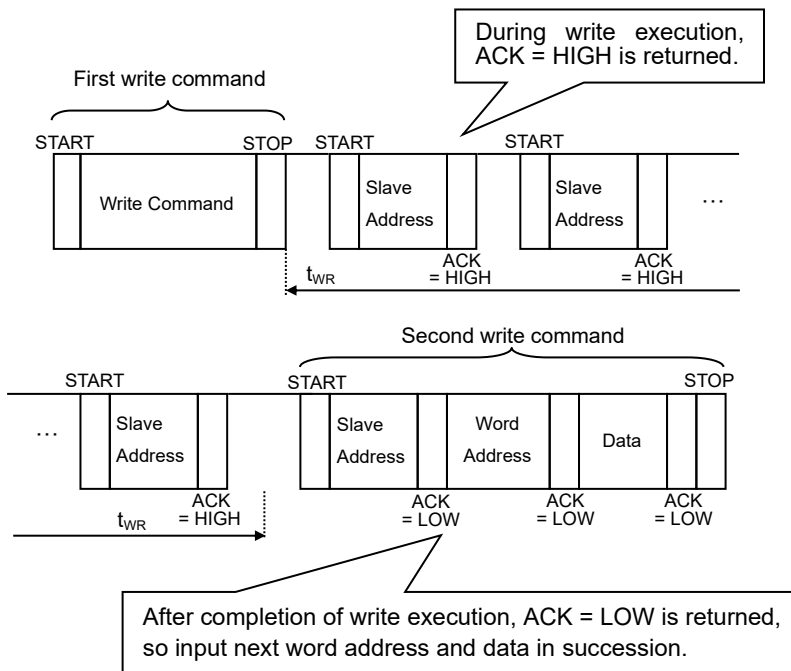 During write execution,
ACK = HIGH is returned.
First write command
START STOP START START
Write Command
Slave
Address
Slave
Address
…
ACK
= HIGH
ACK
= HIGH
tWR
Second write command
START START STOP
…
Slave
Address
Slave
Address
Word
Address
Data
ACK
= HIGH
ACK
= LOW
ACK
= LOW
ACK
= LOW
tWR
After completion of write execution, ACK = LOW is returned,
so input next word address and data in succession.